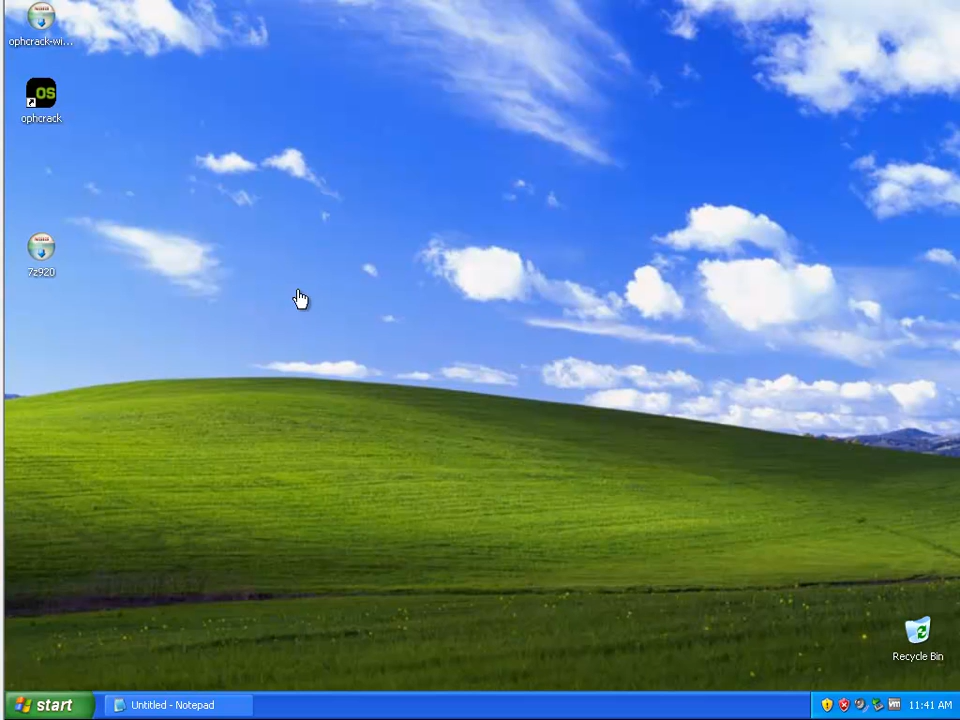 ophcrack-wi...
OS
ophcrack
7z920
Recycle Bin
start
Untitled - Notepad
11:41 AM